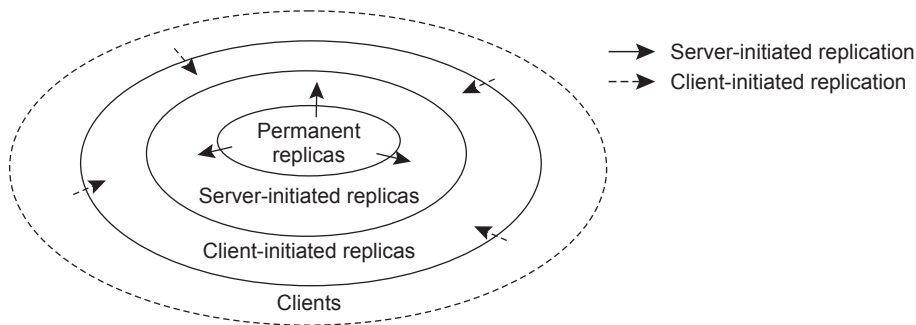 Server-initiated replication
Client-initiated replication
Permanent
replicas
Server-initiated replicas
Client-initiated replicas
Clients